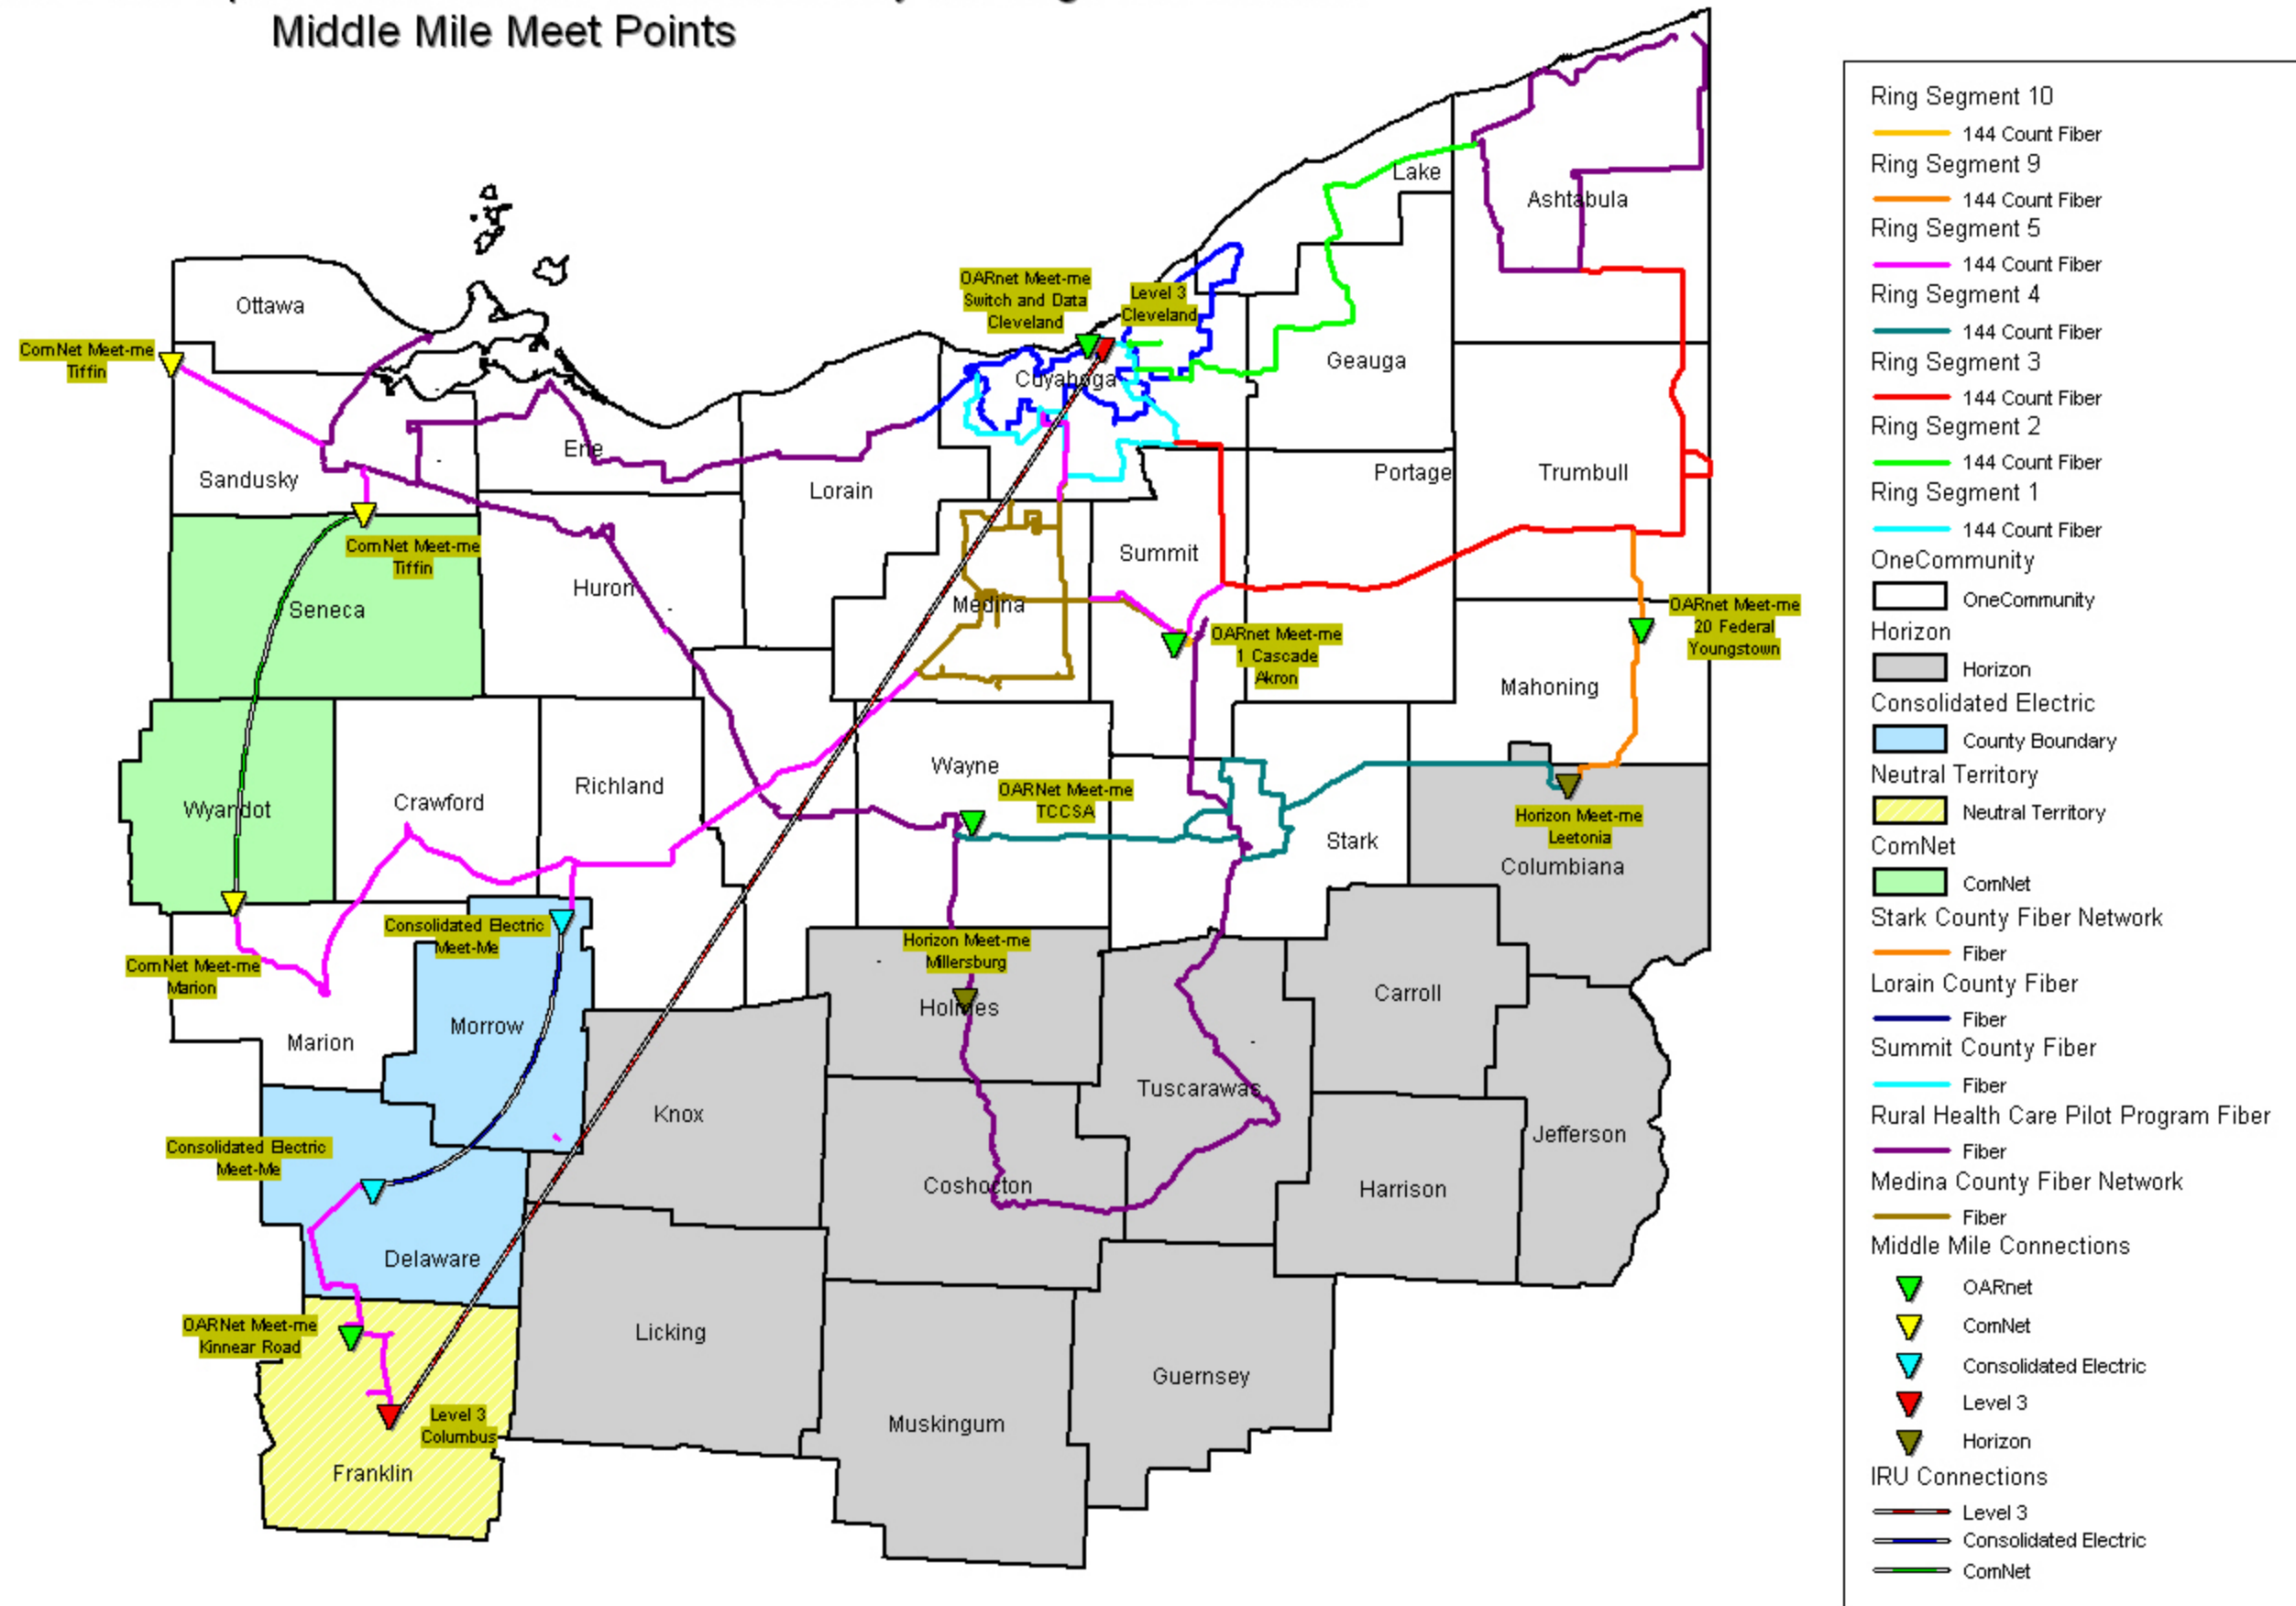 Middle Mile Meet Points
Lake
Ashtabula
OARnet Meet-me
Switch and Data
Cleveland
Level 3
Cleveland
Ottawa
ComNet Meet-me
Tiffin
Cuyahoga
Geauga
Erie
Sandusky
Lorain
Portage
Trumbull
ComNet Meet-me
Tiffin
Summit
Huron
Medina
Seneca
OARnet Meet-me
20 Federal
Youngstown
OARnet Meet-me
1 Cascade
Akron
Mahoning
Wayne
Richland
Crawford
Wyandot
OARNet Meet-me
TCCSA
Horizon Meet-me
Leetonia
Stark
Columbiana
Consolidated Electric
Meet-Me
Horizon Meet-me
Millersburg
ComNet Meet-me
Marion
Carroll
Holmes
Morrow
Marion
Tuscarawas
Knox
Jefferson
Consolidated Electric
Meet-Me
Coshocton
Harrison
Delaware
OARNet Meet-me
Kinnear Road
Licking
Guernsey
Level 3
Columbus
Muskingum
Franklin
Ring Segment 10
144 Count Fiber
Ring Segment 9
144 Count Fiber
Ring Segment 5
144 Count Fiber
Ring Segment 4
144 Count Fiber
Ring Segment 3
144 Count Fiber
Ring Segment 2
144 Count Fiber
Ring Segment 1
144 Count Fiber
OneCommunity
OneCommunity
Horizon
Horizon
Consolidated Electric
County Boundary
Neutral Territory
Neutral Territory
ComNet
ComNet
Stark County Fiber Network
Fiber
Lorain County Fiber
Fiber
Summit County Fiber
Fiber
Rural Health Care Pilot Program Fiber
Fiber
Medina County Fiber Network
Fiber
Middle Mile Connections
OARnet
ComNet
Consolidated Electric
Level 3
Horizon
IRU Connections
Level 3
Consolidated Electric
ComNet